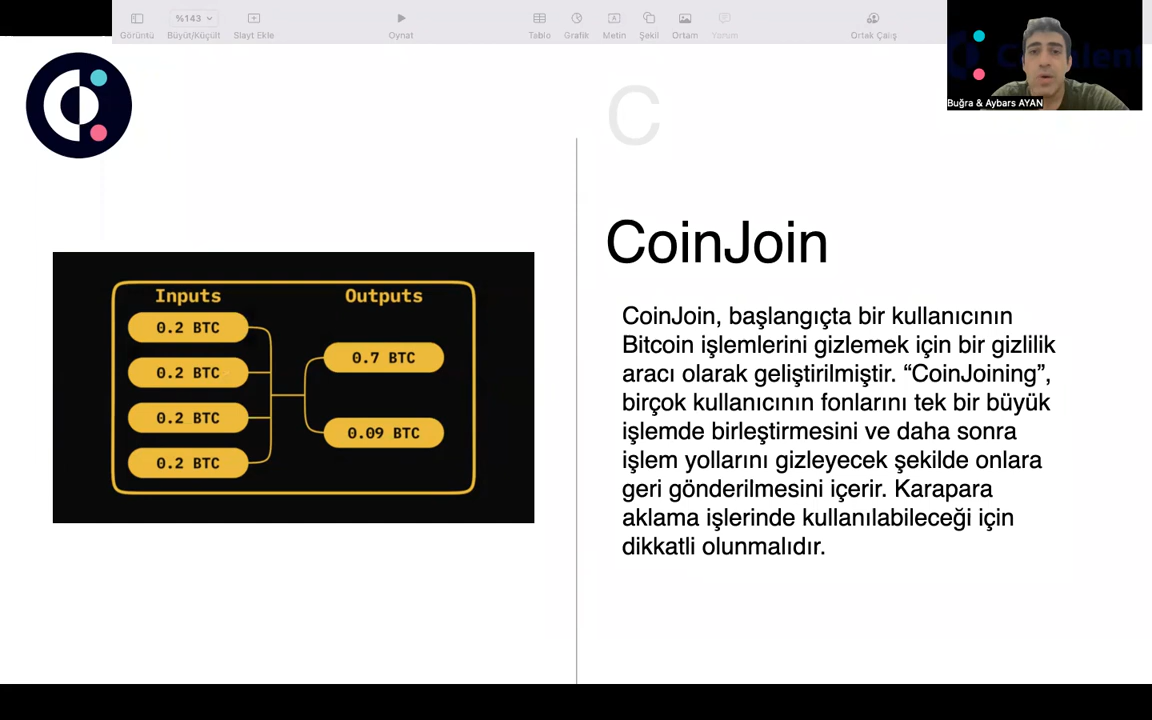 %143
Görüntü
Büyüt/Küçült
Slayt Ekle
Oynat
Tablo
Grafik
Metin
Şekil
Ortam
Yorum
Ortak Çalış
Buğra & Aybars AYAN
C
CoinJoin
Inputs
Outputs
0.2 BTC
0.2 BTC
0.2 BTC
0.2 BTC
0.7 BTC
0.09 BTC
CoinJoin, başlangıçta bir kullanıcının
Bitcoin işlemlerini gizlemek için bir gizlilik
aracı olarak geliştirilmiştir. “CoinJoining”,
birçok kullanıcının fonlarını tek bir büyük
işlemde birleştirmesini ve daha sonra
işlem yollarını gizleyecek şekilde onlara
geri gönderilmesini içerir. Karapara
aklama işlerinde kullanılabileceği için
dikkatli olunmalıdır.